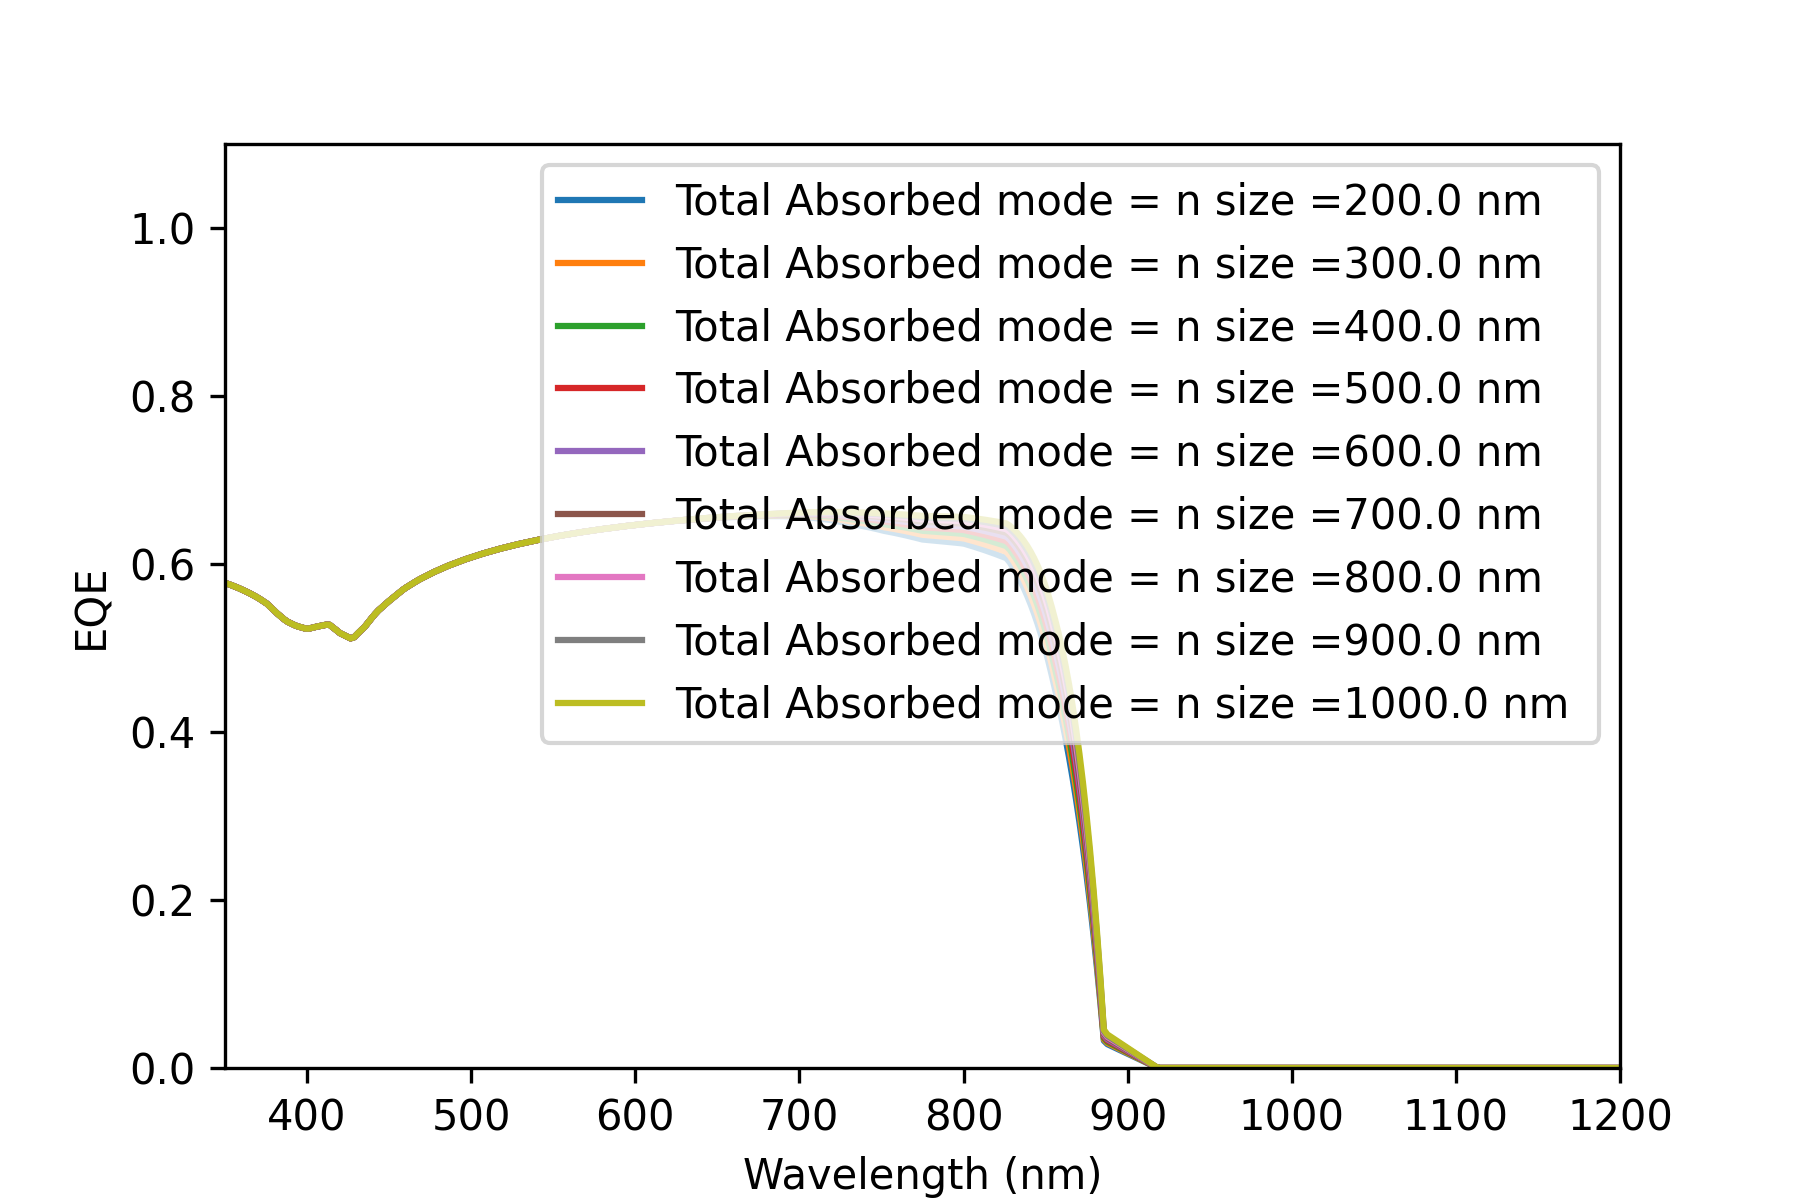 Total Absorbed mode = n size =200.0 nm
Total Absorbed mode = n size =300.0 nm
Total Absorbed mode = n size =400.0 nm
Total Absorbed mode = n size =500.0 nm
Total Absorbed mode = n size =600.0 nm
Total Absorbed mode = n size =700.0 nm
Total Absorbed mode = n size =800.0 nm
Total Absorbed mode = n size =900.0 nm
Total Absorbed mode = n size =1000.0 nm
1.0
0.8
0.6
0.4
0.2
0.0
EQE
400 500 600 700 800 900 1000 1100 1200
Wavelength (nm)